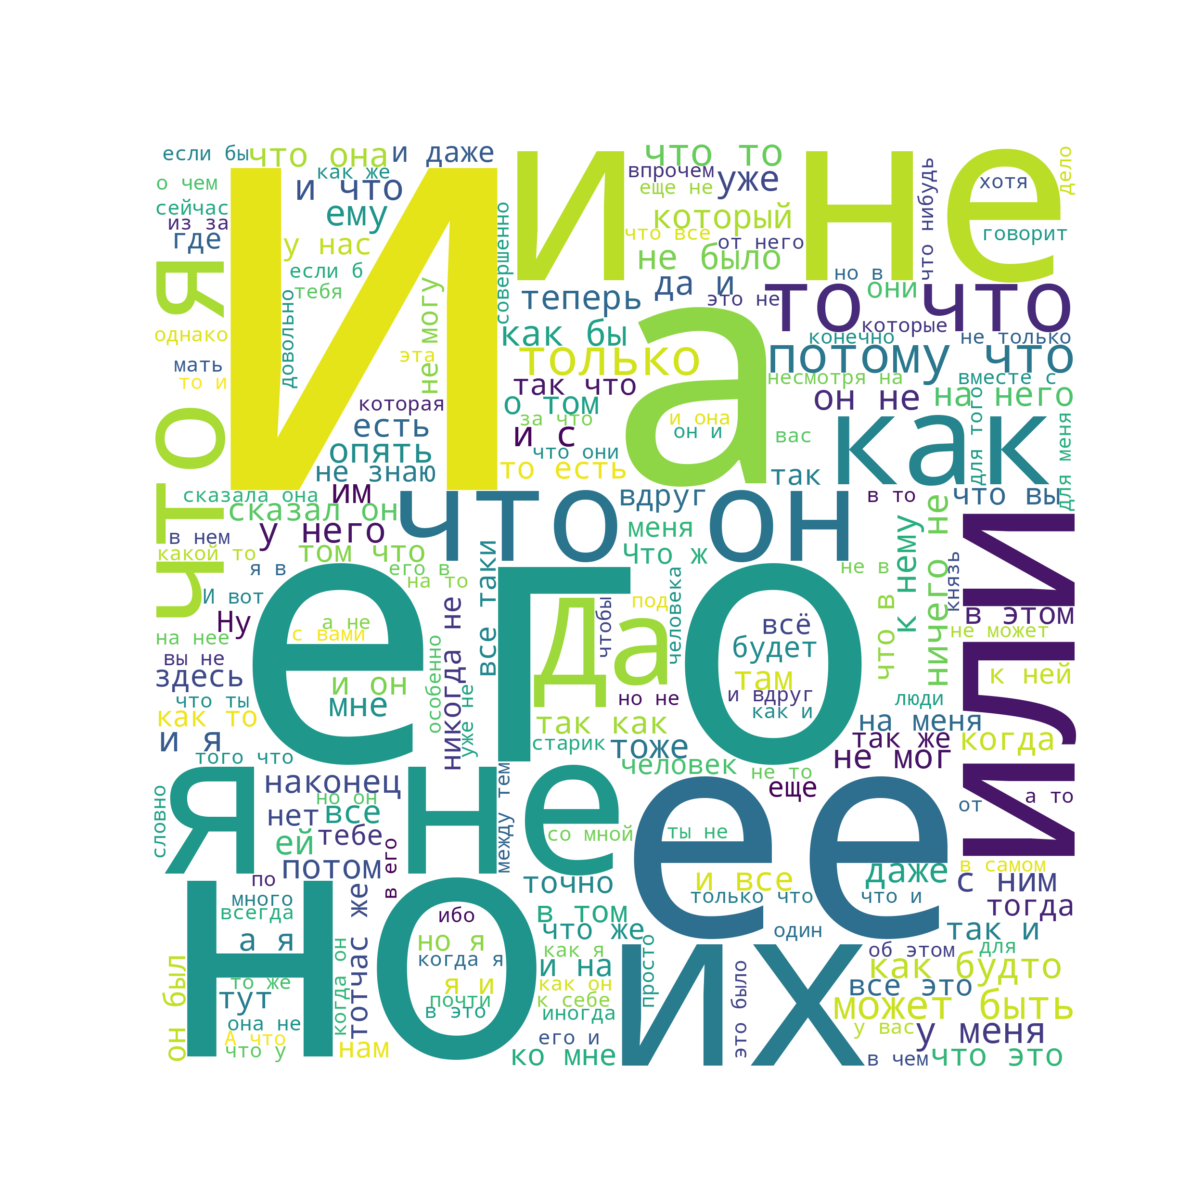 если бы
что она
и даже
и
и не
что то
впрочем
уже
что нибудь
хотя
дело
о чем
как же
и что
еще не
сейчас
ему
совершенно
который
что все
от него
говорит
из за
где
у нас
не было
но в
И
если б
тебя
теперь
да и
это не
они
то что
которые
что я
довольно
не могу
как бы
а
однако
эта
только
потому что
конечно
не только
мать
то и
несмотря на
вместе с
которая
так что
о том
за что
и она
он и
вас
он не
на него
для того
для меня
есть
опять
и с
что они
как
не знаю
то есть
так
сказала она
им
вдруг
в то
что вы
сказал он
что
он
меня
у него
в нем
какой то
том что
Что ж
ничего не
или
я в
его в
на то
не в
к нему
князь
И вот
его
все таки
никогда не
чтобы
под
человека
всё
что в
в этом
Ну
а не
на нее
с вами
Да
будет
не может
вы не
здесь
и он
особенно
там
к ней
что ты
мне
но не
и вдруг
люди
как то
уже не
так как
как и
на меня
и я
старик
тоже
так же
когда
того что
человек
не то
не мог
я не
наконец
еще
от
а то
словно
но он
нет
все
тебе
между тем
со мной
ты не
ее
ей
потом
в его
в самом
по
точно
и все
даже
с ним
много
но
ибо
только что
что и
тогда
всегда
тотчас же
в том
что же
один
так и
а я
но я
как я
их
об этом
для
он был
когда он
когда я
и на
просто
как будто
то же
я и
как он
все это
тут
почти
к себе
может быть
она не
в это
иногда
это было
А что
его и
у вас
у меня
что у
нам
ко мне
в чем
что это